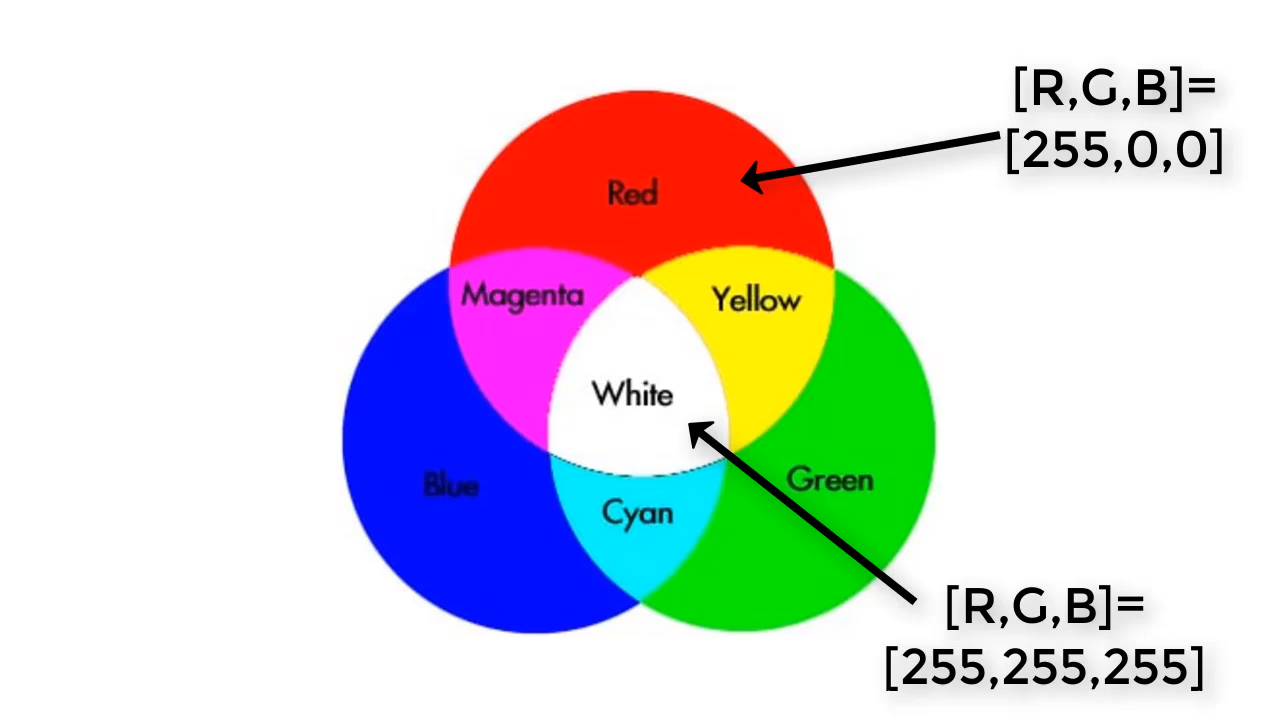 [R,G,B]=
[255,0,0]
Red
Magenta
Yellow
White
Blue
Green
Cyan
[R,G,B]=
[255,255,255]